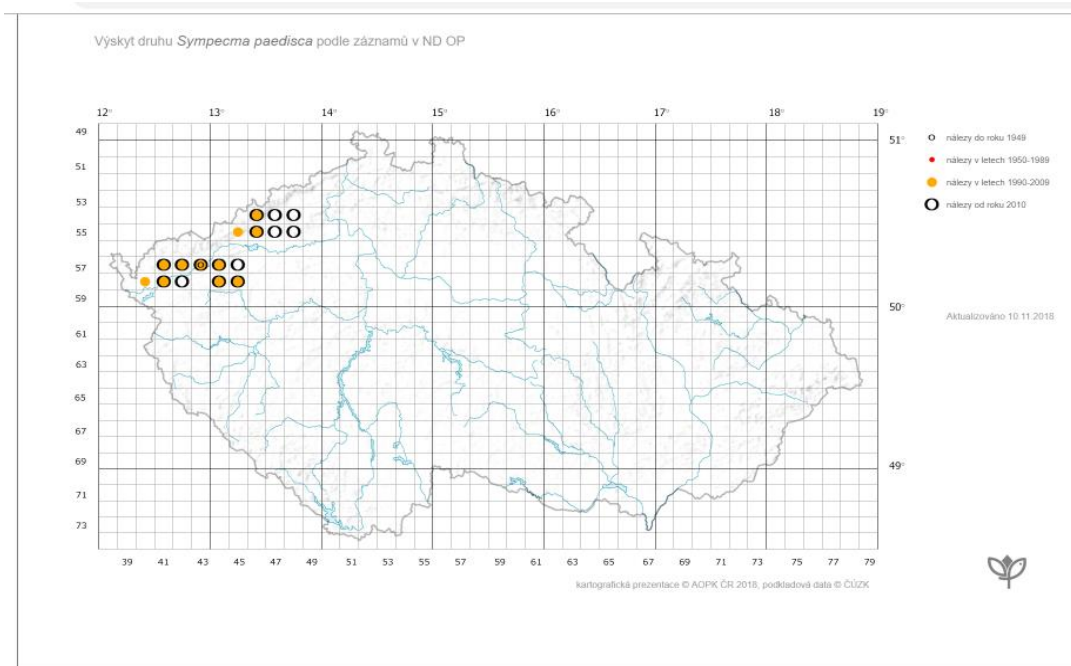 Výskyt druhu Sympecma paedisca podle záznamů v ND OP
12° 13° 14° 15° 16° 17° 18° 19°
49
51° nálezy do roku 1949
51 nálezy v letech 1950-1989
nálezy v letech 1990-2009
53 nálezy od roku 2010
55
57
59
50°
Aktualizováno 10.11.2018
61
63
65
67
69
49°
71
73
39 41 43 45 47 49 51 53 55 57 59 61 63 65 67 69 71 73 75 77 79
kartografická prezentace © AOPK ČR 2018, podkladová data © ČÚZK